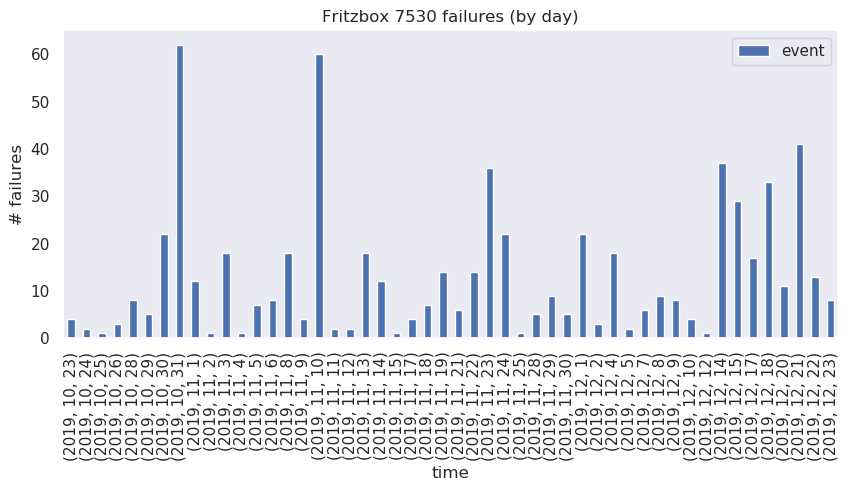 Fritzbox 7530 failures (by day)
event
# failures
60
50
40
30
20
10
0
(2019, 10, 23)
(2019, 10, 24)
(2019, 10, 25)
(2019, 10, 26)
(2019, 10, 28)
(2019, 10, 29)
(2019, 10, 30)
(2019, 10, 31)
(2019, 11, 1)
(2019, 11, 2)
(2019, 11, 3)
(2019, 11, 4)
(2019, 11, 5)
(2019, 11, 6)
(2019, 11, 8)
(2019, 11, 9)
(2019, 11, 10)
(2019, 11, 11)
(2019, 11, 12)
(2019, 11, 13)
(2019, 11, 14)
(2019, 11, 15)
(2019, 11, 17)
(2019, 11, 18)
(2019, 11, 19)
(2019, 11, 21)
(2019, 11, 22)
(2019, 11, 23)
(2019, 11, 24)
(2019, 11, 25)
(2019, 11, 28)
(2019, 11, 29)
(2019, 11, 30)
(2019, 12, 1)
(2019, 12, 2)
(2019, 12, 4)
(2019, 12, 5)
(2019, 12, 7)
(2019, 12, 8)
(2019, 12, 9)
(2019, 12, 10)
(2019, 12, 12)
(2019, 12, 14)
(2019, 12, 15)
(2019, 12, 17)
(2019, 12, 18)
(2019, 12, 20)
(2019, 12, 21)
(2019, 12, 22)
(2019, 12, 23)
time